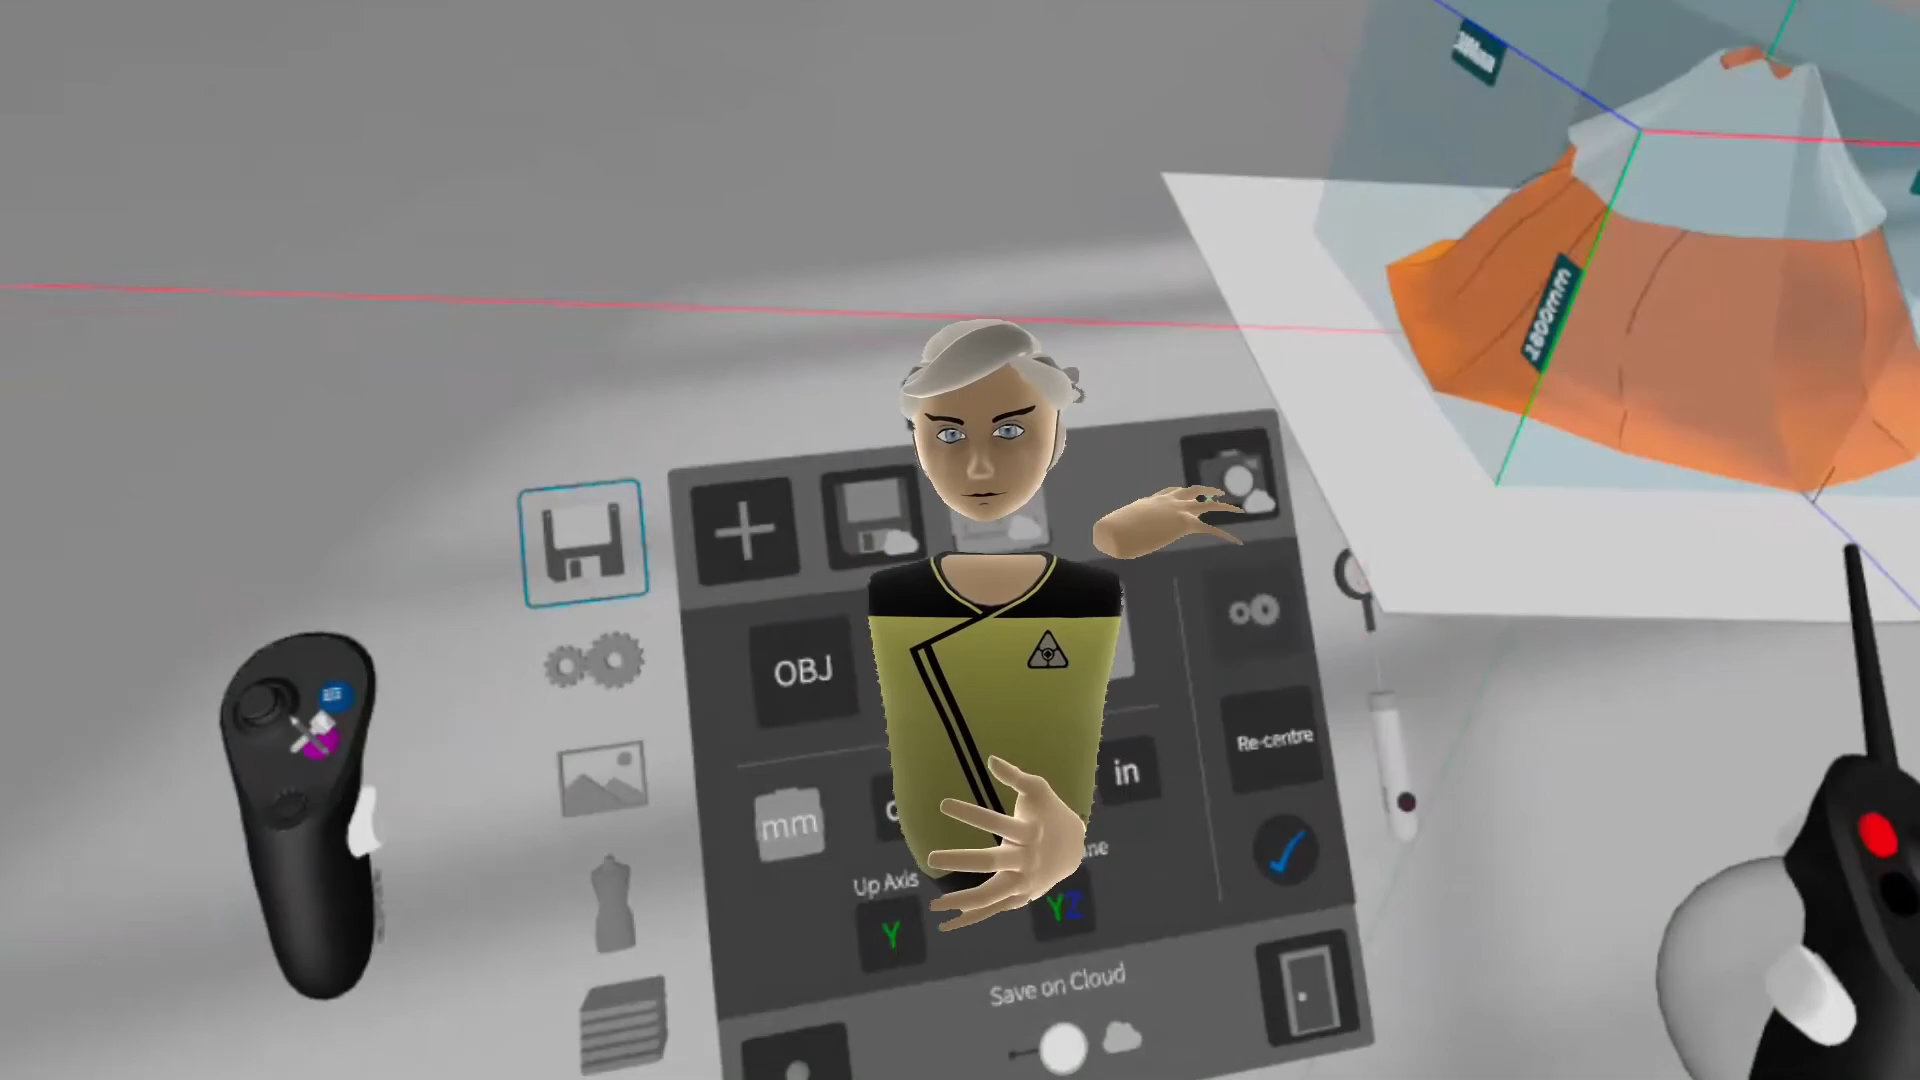 1800mm
OBJ
Re-centre
mm
in
Up Axis
Y
YZ
Save on Cloud